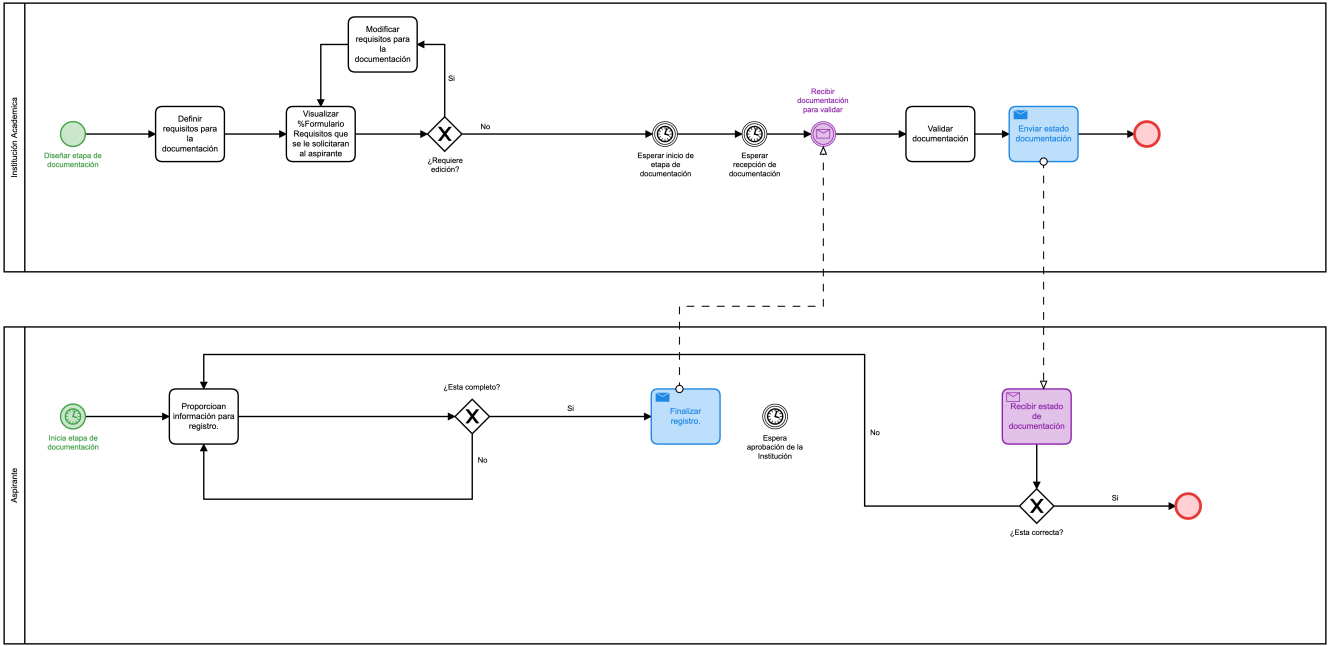 Institución Academica
Modificar
requisitos para
la
documentación
Si
Diseñar etapa de
documentación
Definir
requisitos para
la
documentación
Visualizar
%Formulario
Requisitos que
se le solicitaran
al aspirante
¿Requiere
edición?
No
Esperar inicio de
etapa de
documentación
Esperar
recepción de
documentación
Recibir
documentación
para validar
Validar
documentación
Enviar estado
documentación
Aspirante
Inicia etapa de
documentación
Proporcioan
información para
registro.
¿Esta completo?
Si
No
Finalizar
registro.
Espera
aprobación de la
Institución
No
Recibir estado
de
documentación
¿Esta correcta?
Si